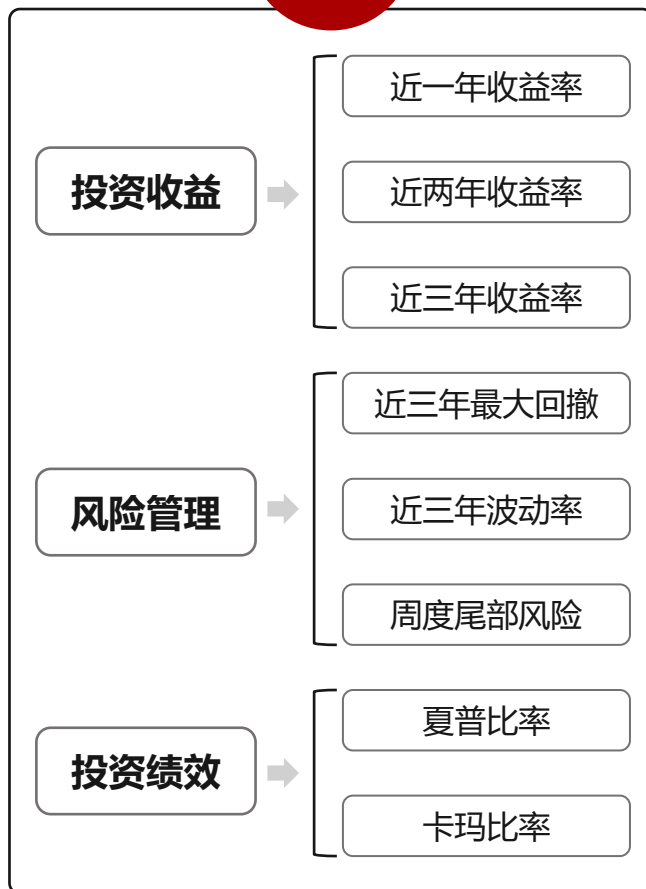 投资收益
近一年收益率
近两年收益率
近三年收益率
风险管理
近三年最大回撤
近三年波动率
周度尾部风险
投资绩效
夏普比率
卡玛比率